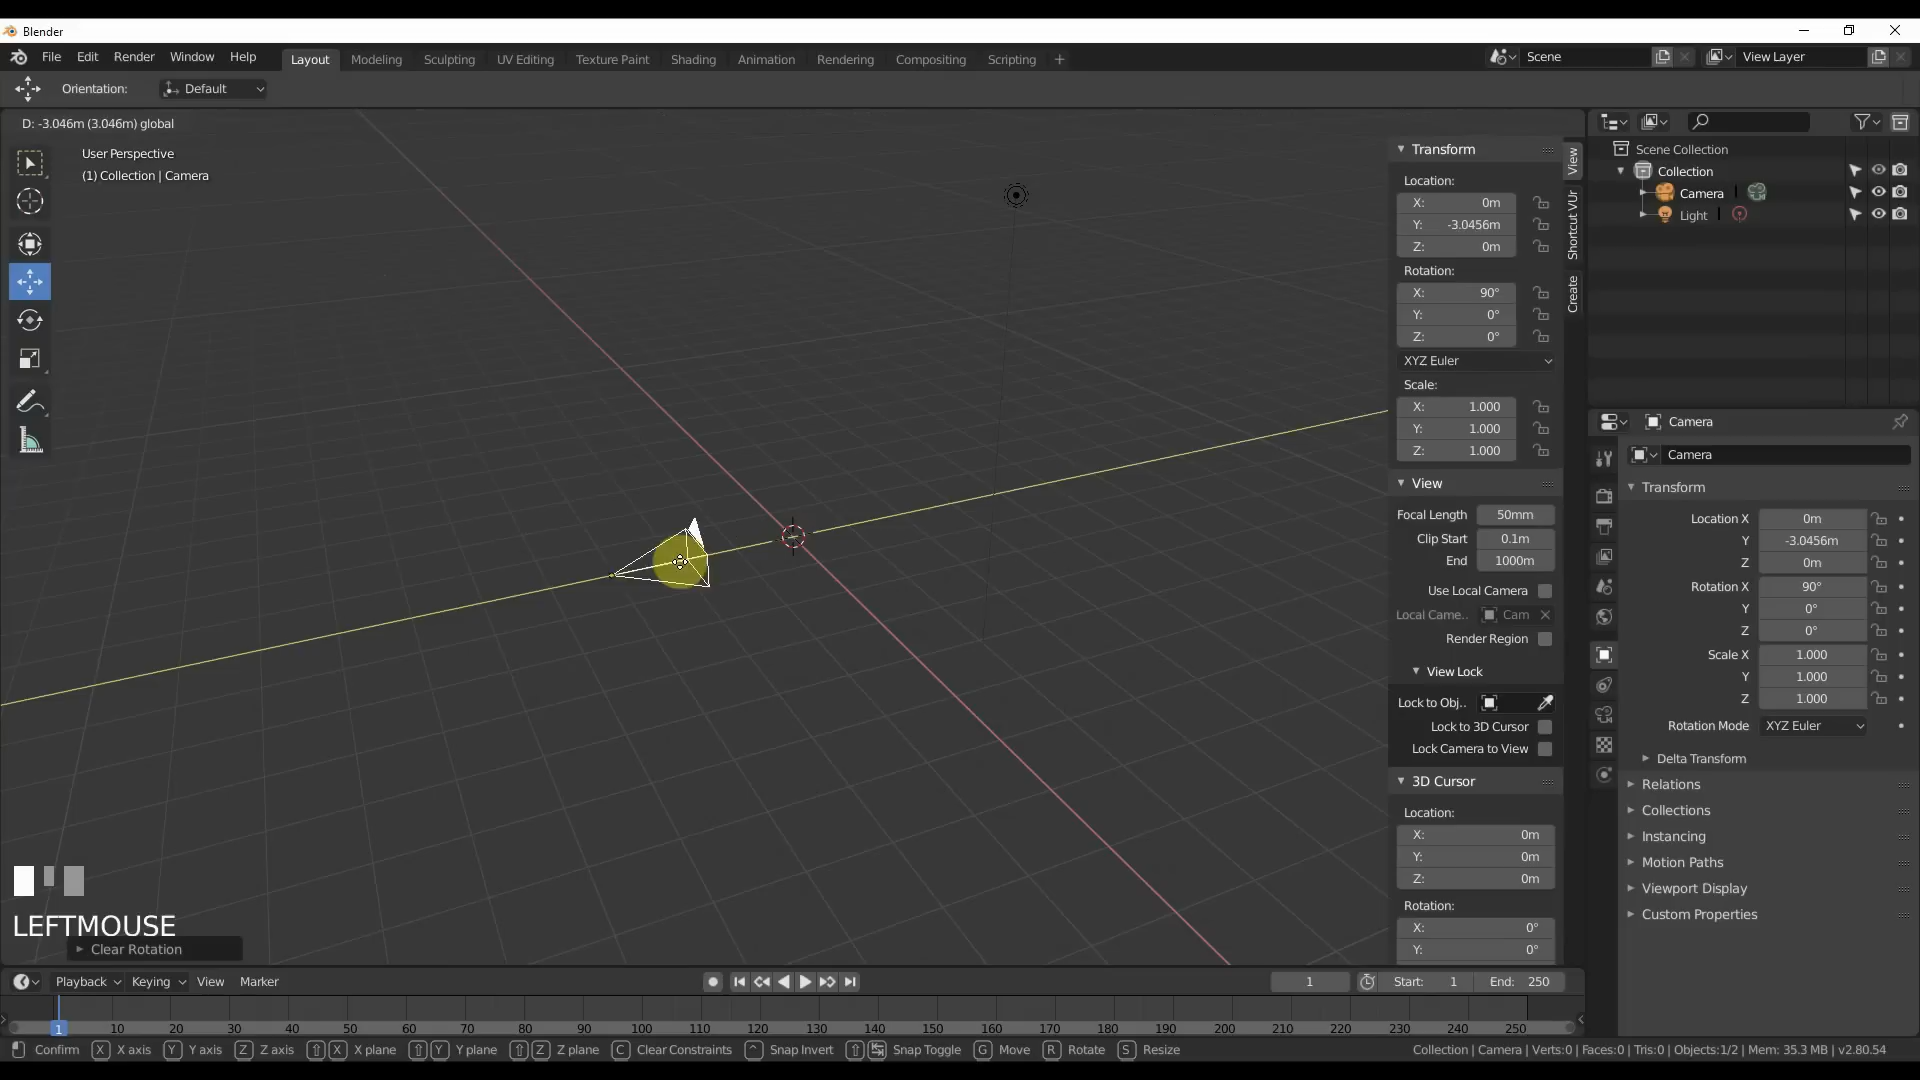 Blender
File Edit Render Window Help Layout Modeling Sculpting UV Editing Texture Paint Shading Animation Rendering Compositing Scripting + Scene View Layer
Orientation: Default
D: -3.046m (3.046m) global
User Perspective
(1) Collection | Camera
Transform
Location:
X: 0m
Y: -3.0456m
Z: 0m
Rotation:
X: 90°
Y: 0°
Z: 0°
XYZ Euler
Scale:
X: 1.000
Y: 1.000
Z: 1.000
View
Focal Length 50mm
Clip Start 0.1m
End 1000m
Use Local Camera
Local Came.. Cam
Render Region
View Lock
Lock to Obj..
Lock to 3D Cursor
Lock Camera to View
3D Cursor
Location:
X: 0m
Y: 0m
Z: 0m
Rotation:
X: 0°
Y: 0°
View
Shortcut VUr
Create
Scene Collection
Collection
Camera
Light
Camera
Camera
Transform
Location X 0m
Y -3.0456m
Z 0m
Rotation X 90°
Y 0°
Z 0°
Scale X 1.000
Y 1.000
Z 1.000
Rotation Mode XYZ Euler
Delta Transform
Relations
Collections
Instancing
Motion Paths
Viewport Display
Custom Properties
LEFTMOUSE
Clear Rotation
Playback Keying View Marker 1 Start: 1 End: 250
1 10 20 30 40 50 60 70 80 90 100 110 120 130 140 150 160 170 180 190 200 210 220 230 240 250
Confirm X X axis Y Y axis Z Z axis X X plane Y Y plane Z Z plane C Clear Constraints ^ Snap Invert Snap Toggle G Move R Rotate S Resize Collection | Camera | Verts:0 | Faces:0 | Tris:0 | Objects:1/2 | Mem: 35.3 MB | v2.80.54